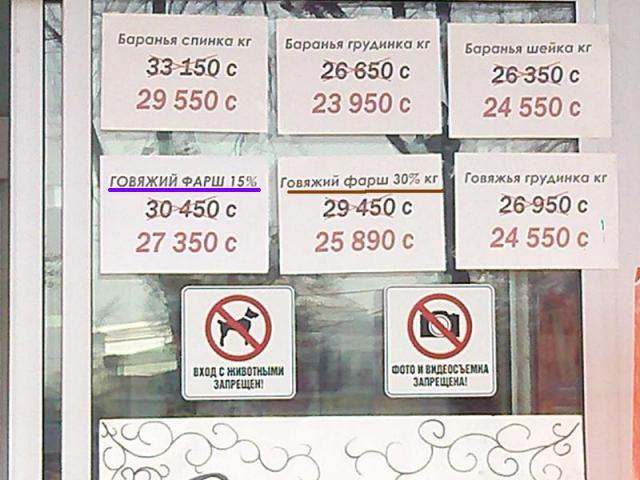 Баранья спинка кг
33 150 с
29 550 с
Баранья грудинка кг
26 650 с
23 950 с
Баранья шейка кг
26 350 с
24 550 с
ГОВЯЖИЙ ФАРШ 15%
30 450 с
27 350 с
Говяжий фарш 30% кг
29 450 с
25 890 с
Говяжья грудинка кг
26 950 с
24 550 с
ВХОД С ЖИВОТНЫМИ
ЗАПРЕЩЕН!
ФОТО И ВИДЕОСЪЕМКА
ЗАПРЕЩЕНА!